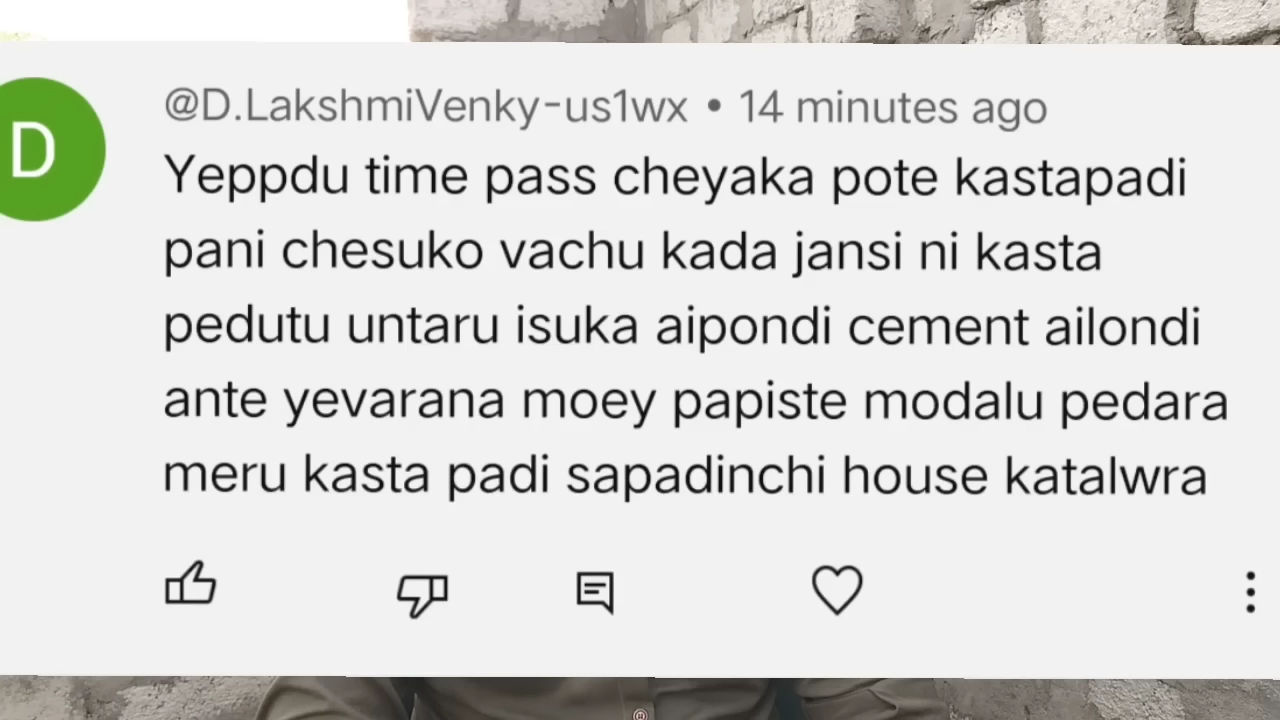 D
@D.LakshmiVenky-us1wx • 14 minutes ago
Yeppdu time pass cheyaka pote kastapadi
pani chesuko vachu kada jansi ni kasta
pedutu untaru isuka aipondi cement ailondi
ante yevarana moey papiste modalu pedara
meru kasta padi sapadinchi house katalwra